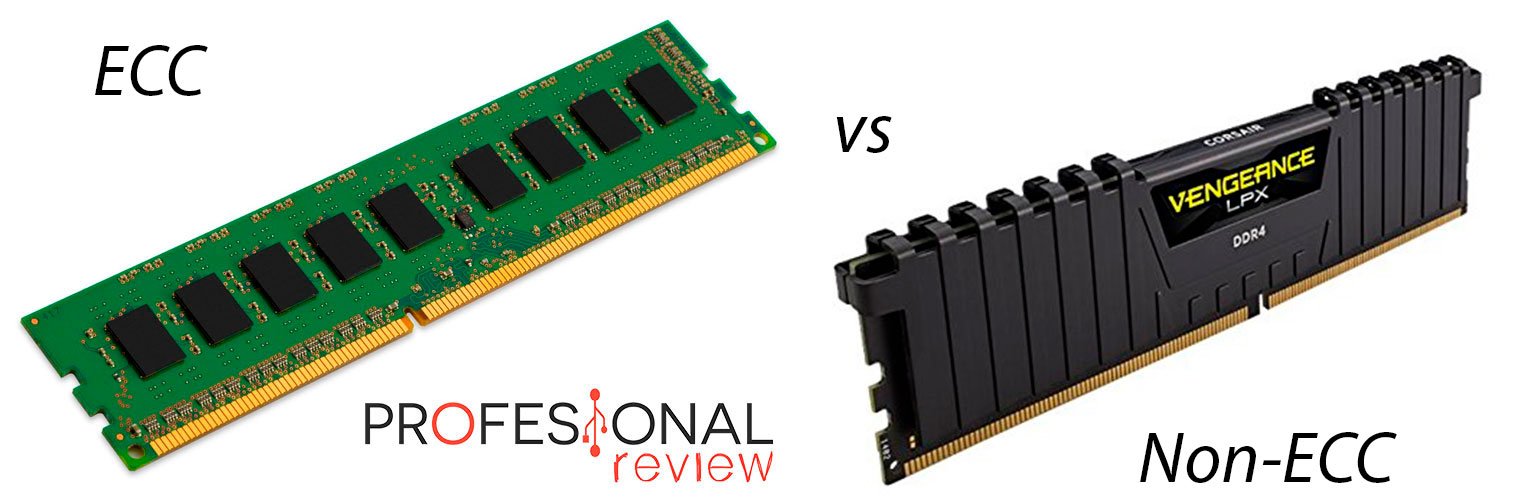 ECC
vs
CORSAIR
VENGEANCE
LPX
DDR4
PROFESIONAL
review
Non-ECC